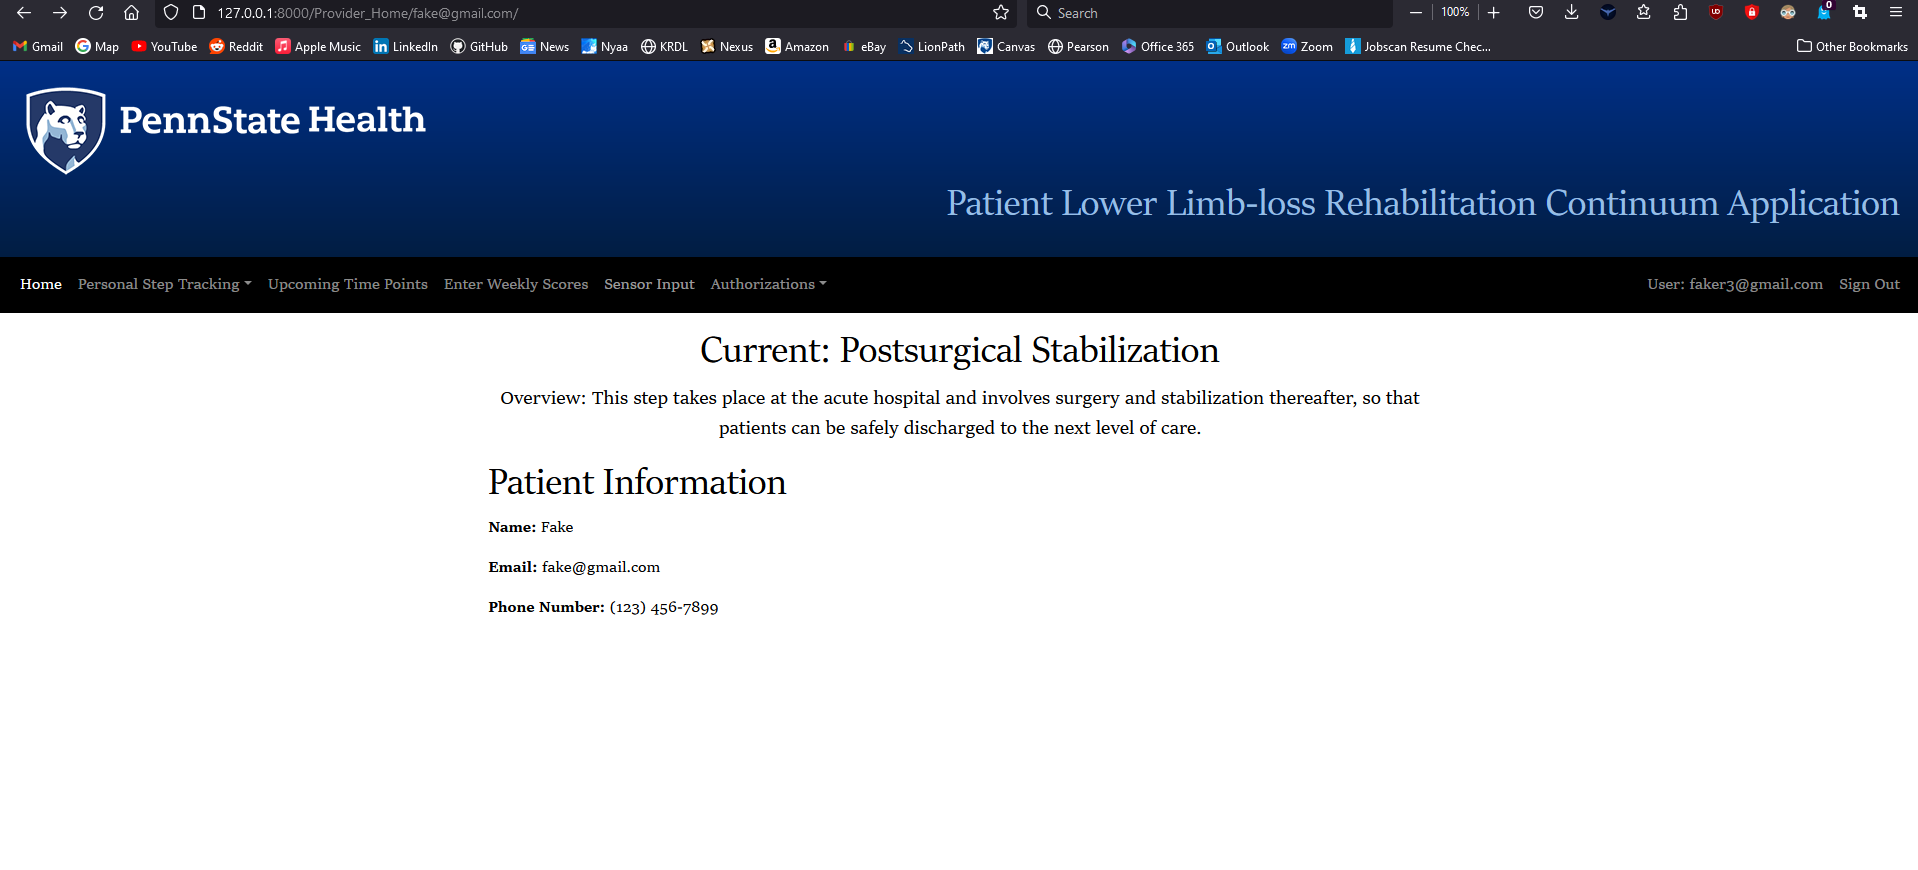 127.0.0.1:8000/Provider_Home/fake@gmail.com/ Search 100% 0
Gmail Map YouTube Reddit Apple Music LinkedIn GitHub News Nyaa KRDL Nexus Amazon eBay LionPath Canvas Pearson Office 365 Outlook Zoom Jobscan Resume Chec... Other Bookmarks
PennState Health
Patient Lower Limb-loss Rehabilitation Continuum Application
Home Personal Step Tracking Upcoming Time Points Enter Weekly Scores Sensor Input Authorizations User: faker3@gmail.com Sign Out
Current: Postsurgical Stabilization
Overview: This step takes place at the acute hospital and involves surgery and stabilization thereafter, so that
patients can be safely discharged to the next level of care.
Patient Information
Name: Fake
Email: fake@gmail.com
Phone Number: (123) 456-7899